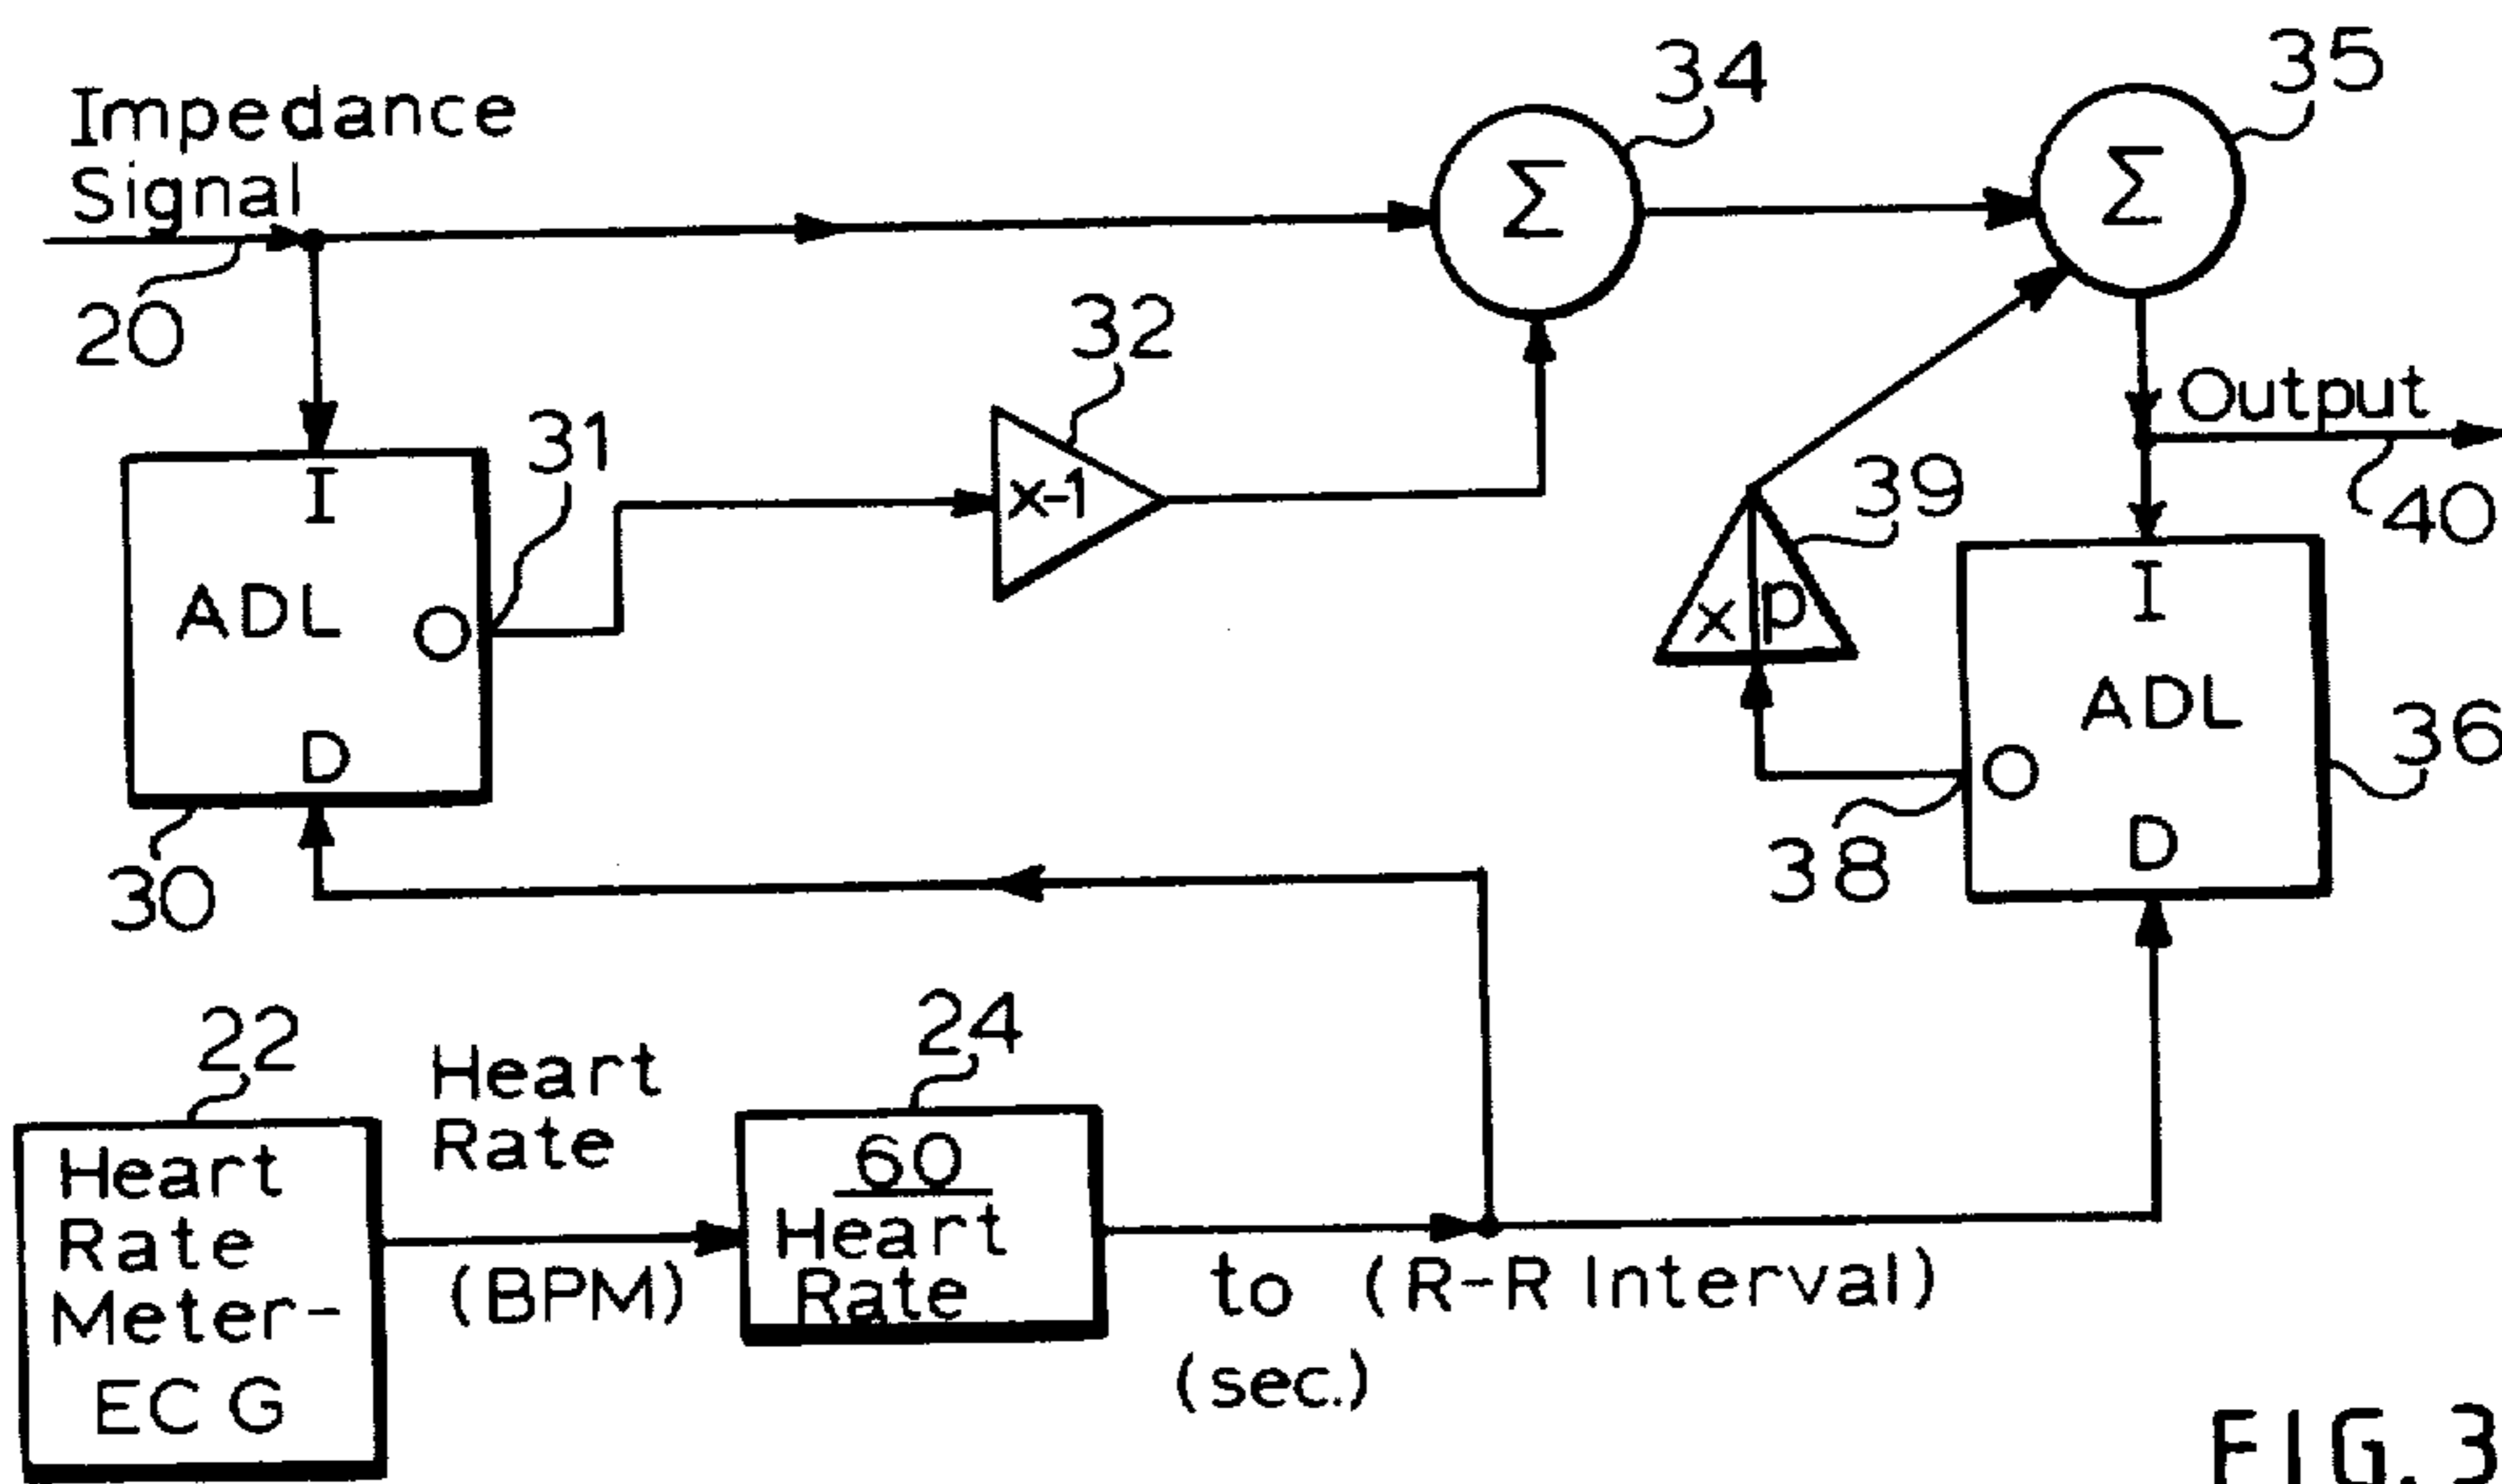 34
35
Impedance
Signal
Σ
Σ
20
32
Output
31
x-1
39
40
I
I
ADL
O
x p
ADL
36
D
O
38
D
30
22
24
Heart
Rate
Heart
Rate
Meter-
ECG
60
Heart
Rate
(BPM)
to (R-R Interval)
(sec.)
FIG. 3